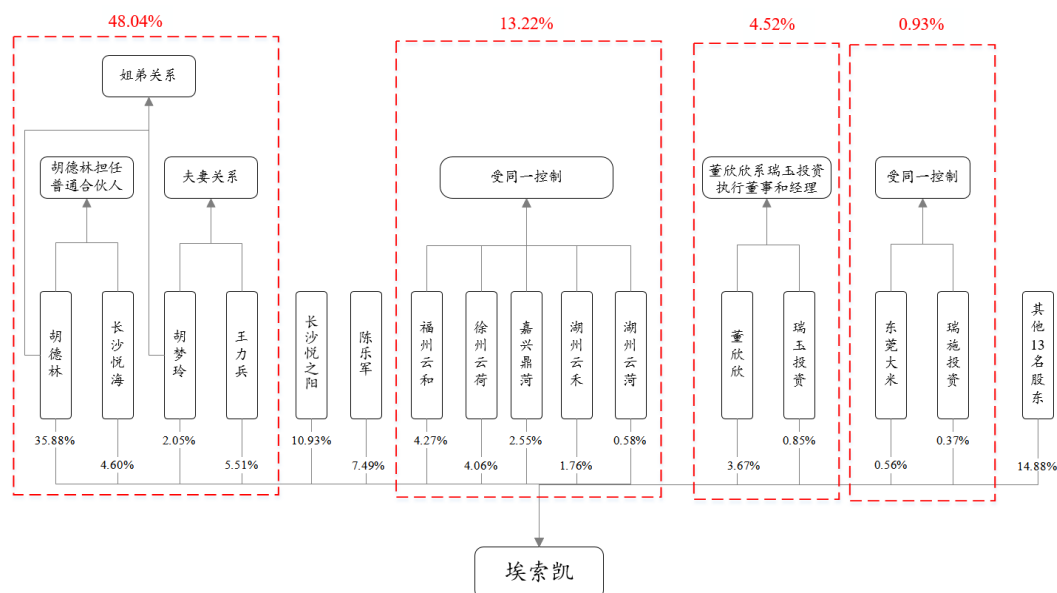 48.04%
13.22%
4.52%
0.93%
姐弟关系
胡德林担任
普通合伙人
夫妻关系
受同一控制
董欣欣系瑞玉投资
执行董事和经理
受同一控制
胡德林
长沙悦海
胡梦玲
王力兵
长沙悦之阳
陈乐军
福州云和
徐州云荷
嘉兴鼎菏
湖州云禾
湖州云菏
董欣欣
瑞玉投资
东莞大米
瑞施投资
其他13名股东
35.88%
4.60%
2.05%
5.51%
10.93%
7.49%
4.27%
4.06%
2.55%
1.76%
0.58%
3.67%
0.85%
0.56%
0.37%
14.88%
埃索凯